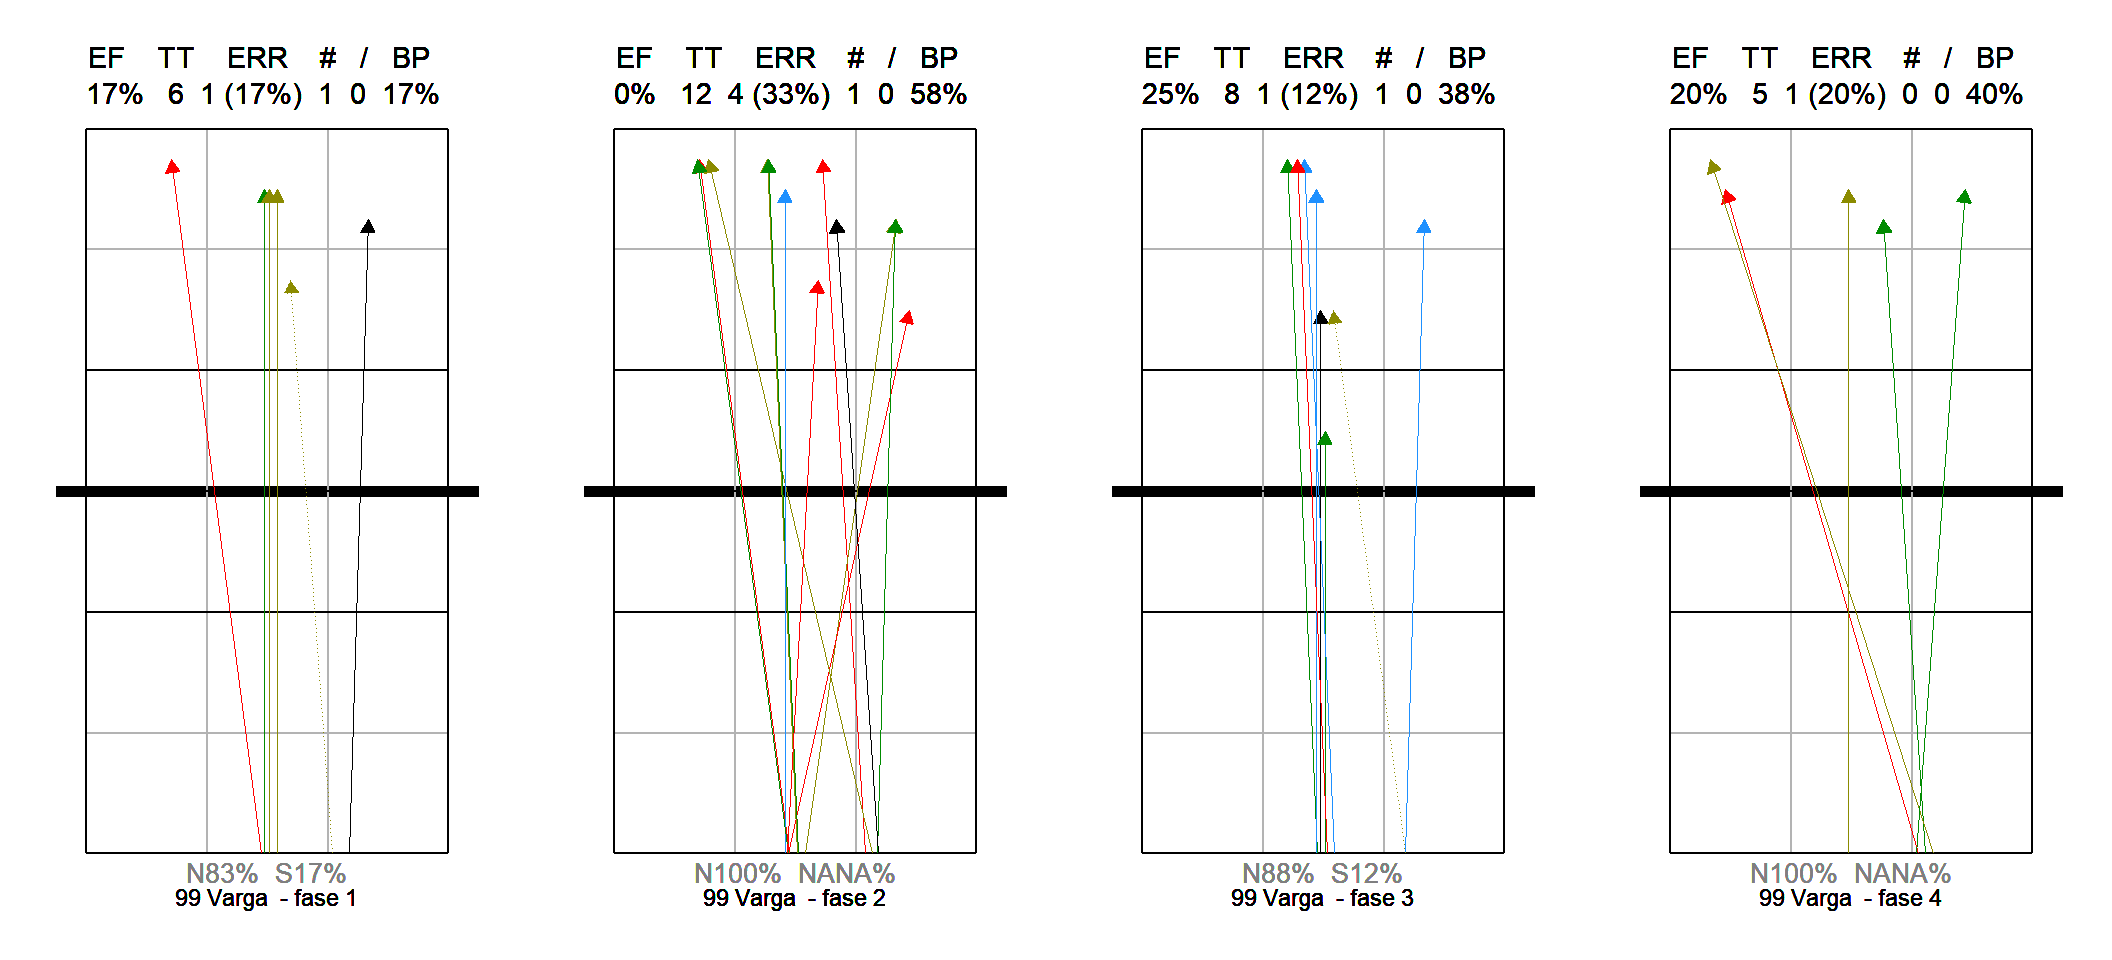 EF TT ERR # / BP
17% 6 1 (17%) 1 0 17%
N83% S17%
99 Varga - fase 1
EF TT ERR # / BP
0% 12 4 (33%) 1 0 58%
N100% NANA%
99 Varga - fase 2
EF TT ERR # / BP
25% 8 1 (12%) 1 0 38%
N88% S12%
99 Varga - fase 3
EF TT ERR # / BP
20% 5 1 (20%) 0 0 40%
N100% NANA%
99 Varga - fase 4